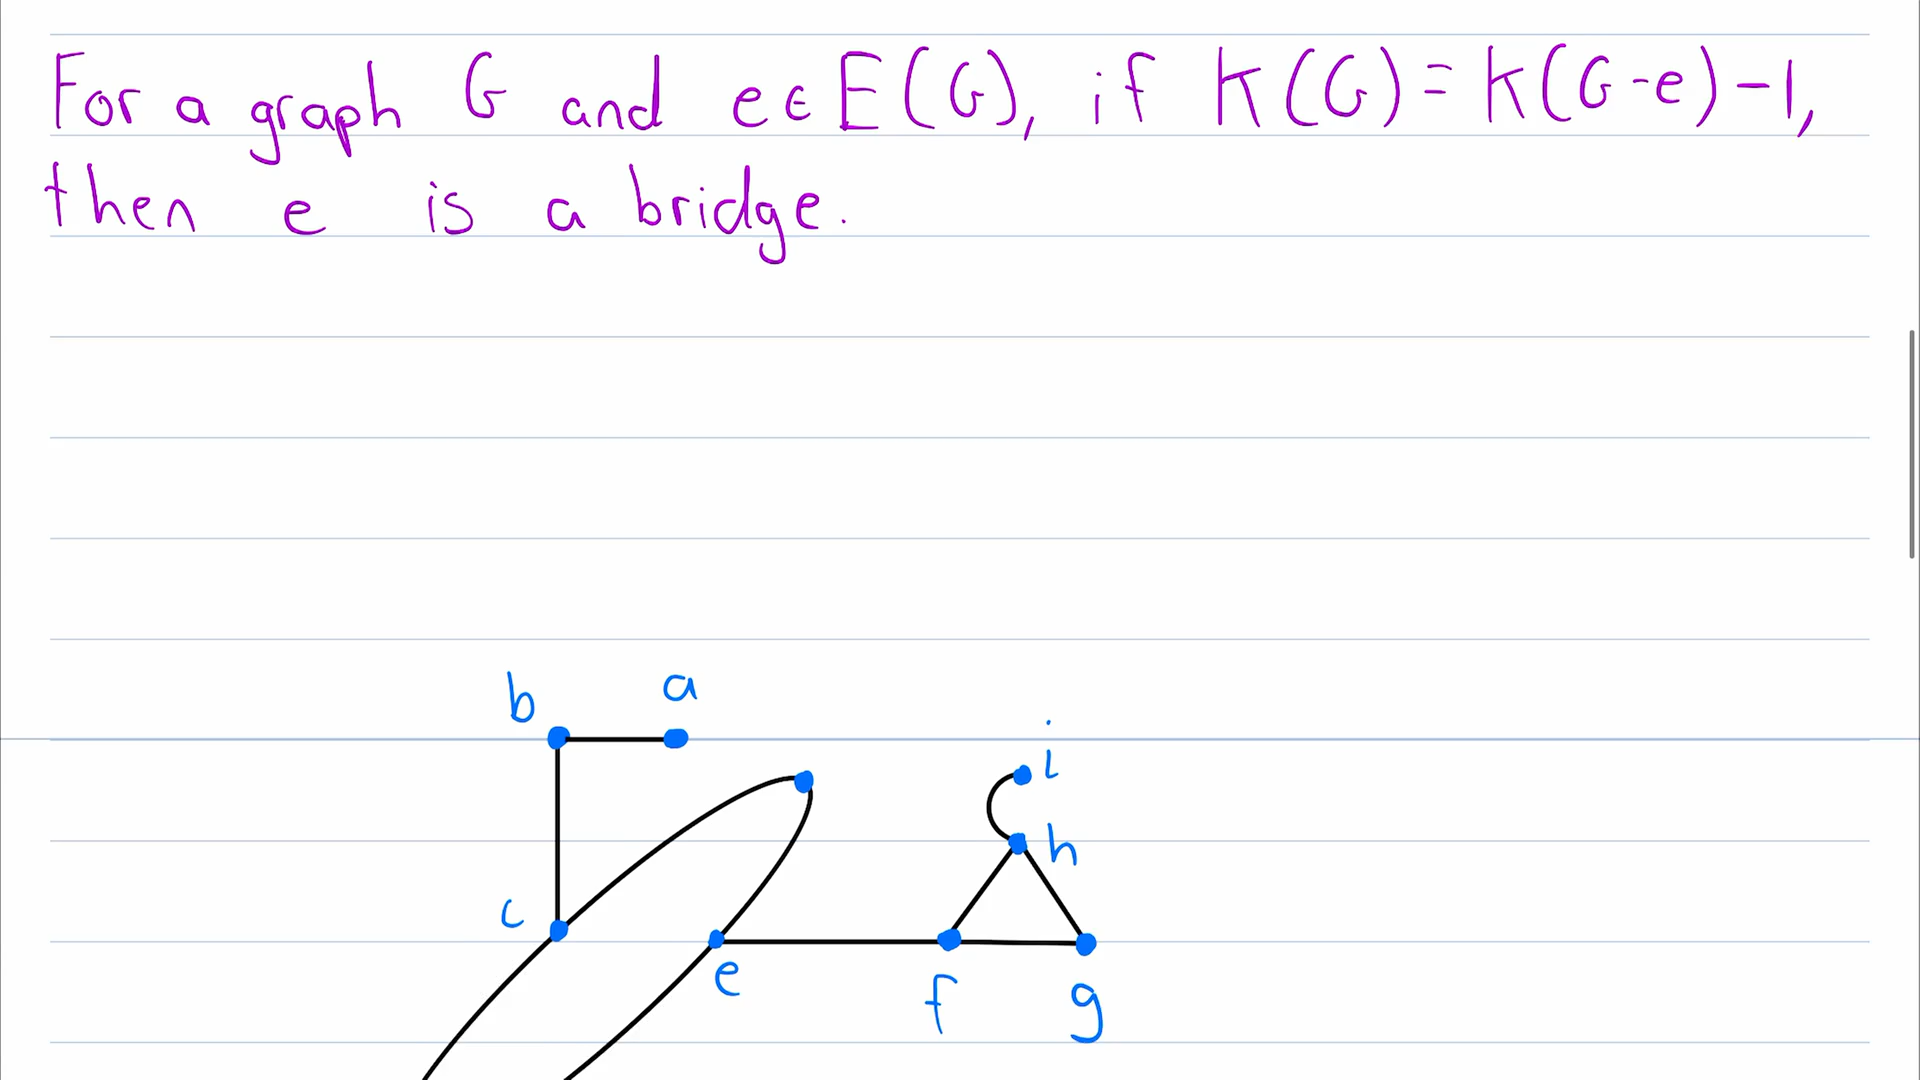 For a graph G and e∈E(G), if K(G)=K(G-e)-1,
then e is a bridge.
b a
i
h
c
e f g